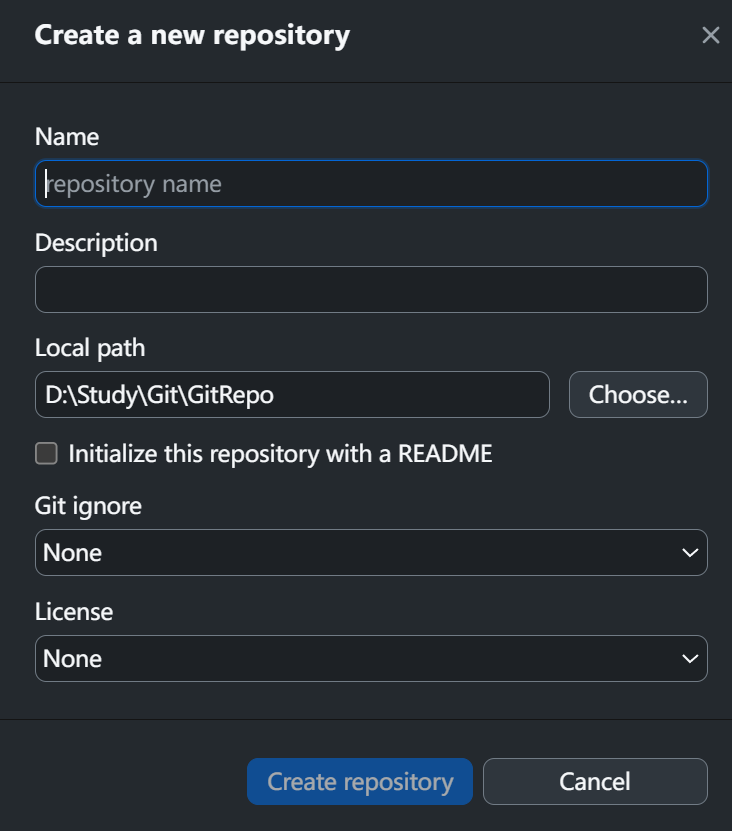 Create a new repository
Name
repository name
Description
Local path
D:\Study\Git\GitRepo
Choose...
Initialize this repository with a README
Git ignore
None
License
None
Create repository
Cancel